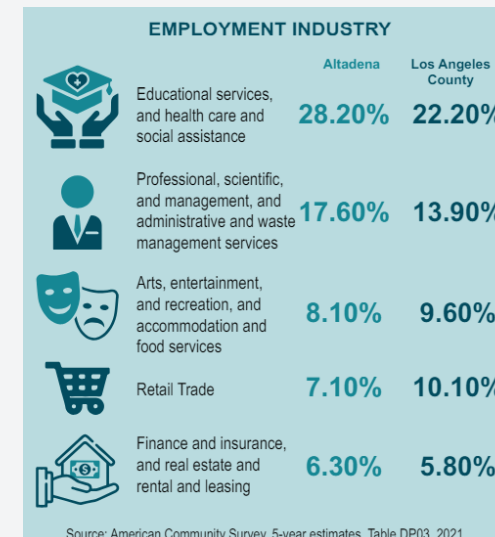 EMPLOYMENT INDUSTRY
Altadena
Los Angeles
County
Educational services,
and health care and
social assistance
28.20% 22.20%
Professional, scientific,
and management, and
administrative and waste
management services
17.60% 13.90%
Arts, entertainment,
and recreation, and
accommodation and
food services
8.10% 9.60%
Retail Trade
7.10% 10.10%
Finance and insurance,
and real estate and
rental and leasing
6.30% 5.80%
Source: American Community Survey, 5-year estimates, Table DP03, 2021